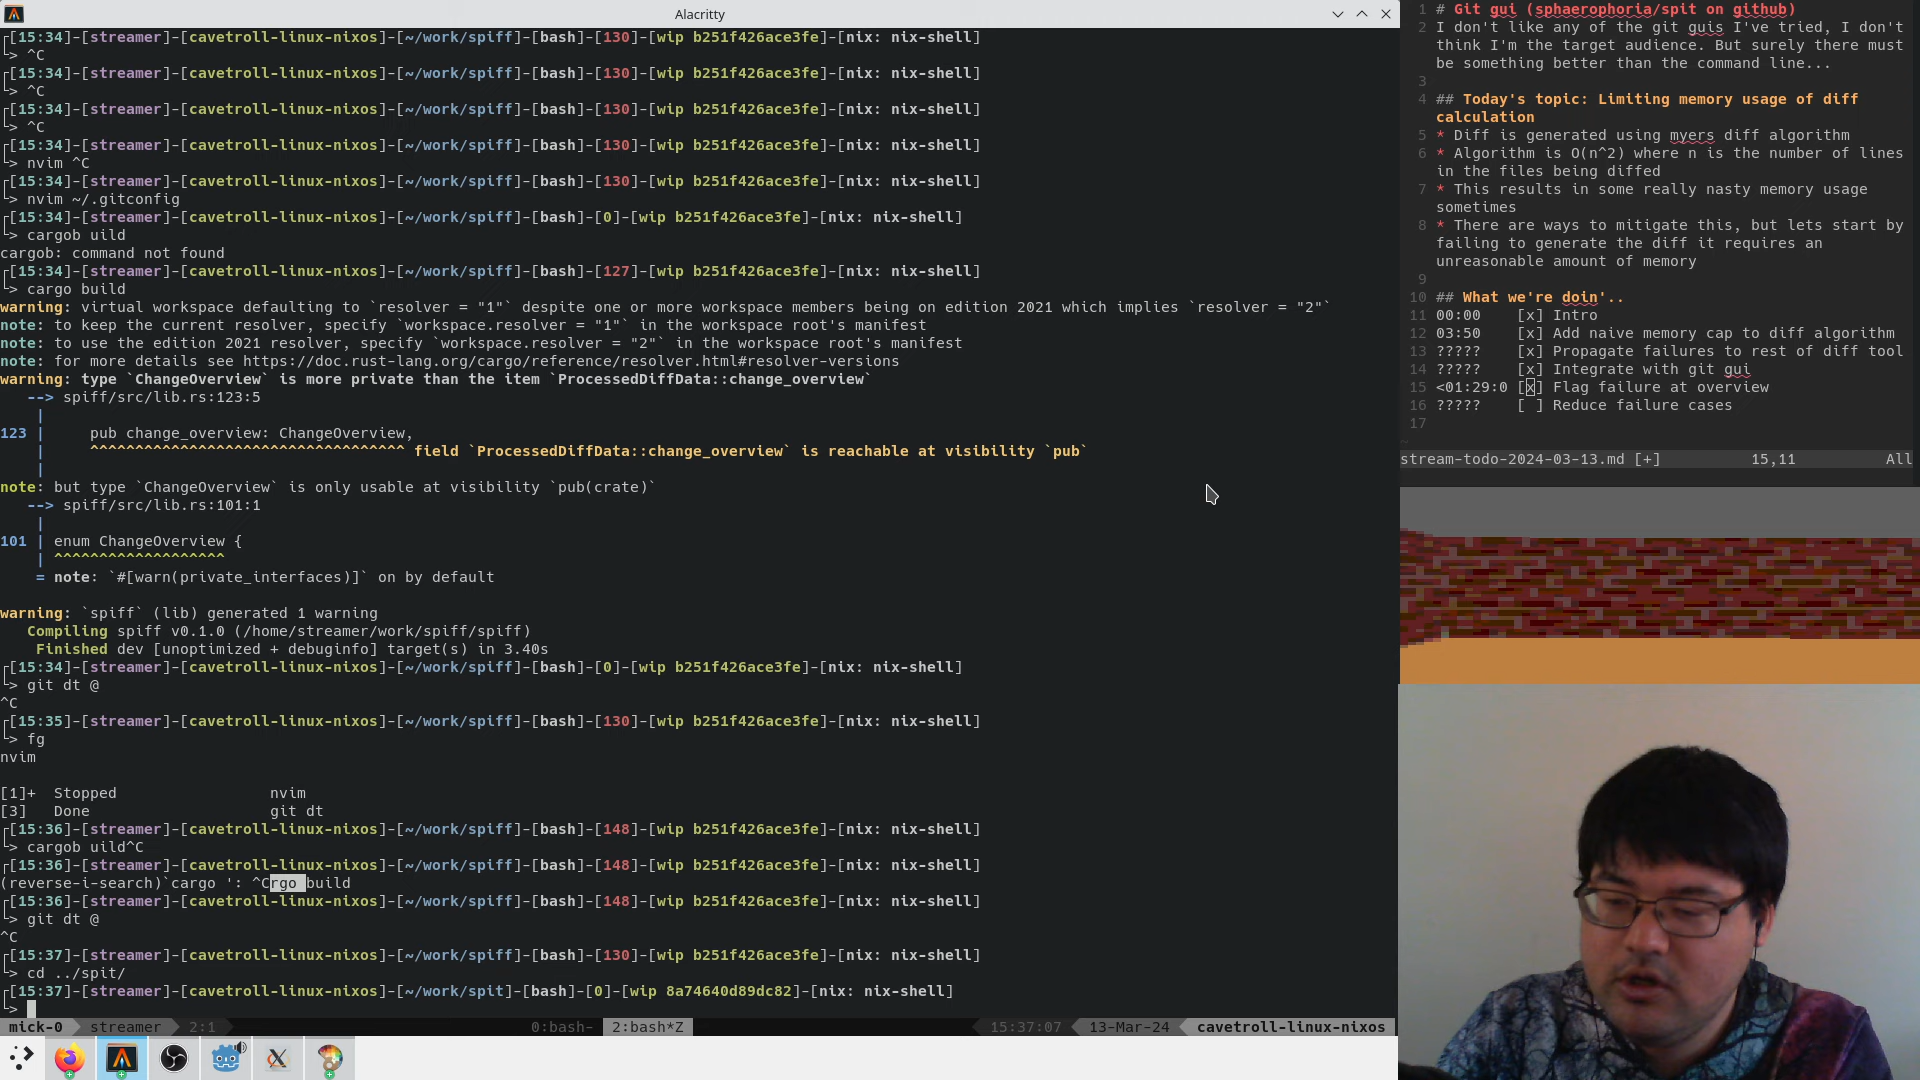 Alacritty
┌[15:34]-[streamer]-[cavetroll-linux-nixos]-[~/work/spiff]-[bash]-[130]-[wip b251f426ace3fe]-[nix: nix-shell]
└> ^C
┌[15:34]-[streamer]-[cavetroll-linux-nixos]-[~/work/spiff]-[bash]-[130]-[wip b251f426ace3fe]-[nix: nix-shell]
└> ^C
┌[15:34]-[streamer]-[cavetroll-linux-nixos]-[~/work/spiff]-[bash]-[130]-[wip b251f426ace3fe]-[nix: nix-shell]
└> ^C
┌[15:34]-[streamer]-[cavetroll-linux-nixos]-[~/work/spiff]-[bash]-[130]-[wip b251f426ace3fe]-[nix: nix-shell]
└> nvim ^C
┌[15:34]-[streamer]-[cavetroll-linux-nixos]-[~/work/spiff]-[bash]-[130]-[wip b251f426ace3fe]-[nix: nix-shell]
└> nvim ~/.gitconfig
┌[15:34]-[streamer]-[cavetroll-linux-nixos]-[~/work/spiff]-[bash]-[0]-[wip b251f426ace3fe]-[nix: nix-shell]
└> cargob uild
cargob: command not found
┌[15:34]-[streamer]-[cavetroll-linux-nixos]-[~/work/spiff]-[bash]-[127]-[wip b251f426ace3fe]-[nix: nix-shell]
└> cargo build
warning: virtual workspace defaulting to `resolver = "1"` despite one or more workspace members being on edition 2021 which implies `resolver = "2"`
note: to keep the current resolver, specify `workspace.resolver = "1"` in the workspace root's manifest
note: to use the edition 2021 resolver, specify `workspace.resolver = "2"` in the workspace root's manifest
note: for more details see https://doc.rust-lang.org/cargo/reference/resolver.html#resolver-versions
warning: type `ChangeOverview` is more private than the item `ProcessedDiffData::change_overview`
   --> spiff/src/lib.rs:123:5
    |
123 |     pub change_overview: ChangeOverview,
    |     ^^^^^^^^^^^^^^^^^^^^^^^^^^^^^^^^^^^ field `ProcessedDiffData::change_overview` is reachable at visibility `pub`
    |
note: but type `ChangeOverview` is only usable at visibility `pub(crate)`
   --> spiff/src/lib.rs:101:1
    |
101 | enum ChangeOverview {
    | ^^^^^^^^^^^^^^^^^^^
    = note: `#[warn(private_interfaces)]` on by default
warning: `spiff` (lib) generated 1 warning
   Compiling spiff v0.1.0 (/home/streamer/work/spiff/spiff)
    Finished dev [unoptimized + debuginfo] target(s) in 3.40s
┌[15:34]-[streamer]-[cavetroll-linux-nixos]-[~/work/spiff]-[bash]-[0]-[wip b251f426ace3fe]-[nix: nix-shell]
└> git dt @
^C
┌[15:35]-[streamer]-[cavetroll-linux-nixos]-[~/work/spiff]-[bash]-[130]-[wip b251f426ace3fe]-[nix: nix-shell]
└> fg
nvim
[1]+  Stopped                 nvim
[3]   Done                    git dt
┌[15:36]-[streamer]-[cavetroll-linux-nixos]-[~/work/spiff]-[bash]-[148]-[wip b251f426ace3fe]-[nix: nix-shell]
└> cargob uild^C
┌[15:36]-[streamer]-[cavetroll-linux-nixos]-[~/work/spiff]-[bash]-[148]-[wip b251f426ace3fe]-[nix: nix-shell]
(reverse-i-search)`cargo ': ^Crgo build
┌[15:36]-[streamer]-[cavetroll-linux-nixos]-[~/work/spiff]-[bash]-[148]-[wip b251f426ace3fe]-[nix: nix-shell]
└> git dt @
^C
┌[15:37]-[streamer]-[cavetroll-linux-nixos]-[~/work/spiff]-[bash]-[130]-[wip b251f426ace3fe]-[nix: nix-shell]
└> cd ../spit/
┌[15:37]-[streamer]-[cavetroll-linux-nixos]-[~/work/spit]-[bash]-[0]-[wip 8a74640d89dc82]-[nix: nix-shell]
└>
mick-0 streamer 2:1 0:bash- 2:bash*Z 15:37:07 13-Mar-24 cavetroll-linux-nixos
1 # Git gui (sphaerophoria/spit on github)
2 I don't like any of the git guis I've tried, I don't
think I'm the target audience. But surely there must
be something better than the command line...
3
4 ## Today's topic: Limiting memory usage of diff
calculation
5 * Diff is generated using myers diff algorithm
6 * Algorithm is O(n^2) where n is the number of lines
in the files being diffed
7 * This results in some really nasty memory usage
sometimes
8 * There are ways to mitigate this, but lets start by
failing to generate the diff it requires an
unreasonable amount of memory
9
10 ## What we're doin'..
11 00:00    [x] Intro
12 03:50    [x] Add naive memory cap to diff algorithm
13 ?????    [x] Propagate failures to rest of diff tool
14 ?????    [x] Integrate with git gui
15 <01:29:0 [x] Flag failure at overview
16 ?????    [ ] Reduce failure cases
17
~
stream-todo-2024-03-13.md [+] 15,11 All